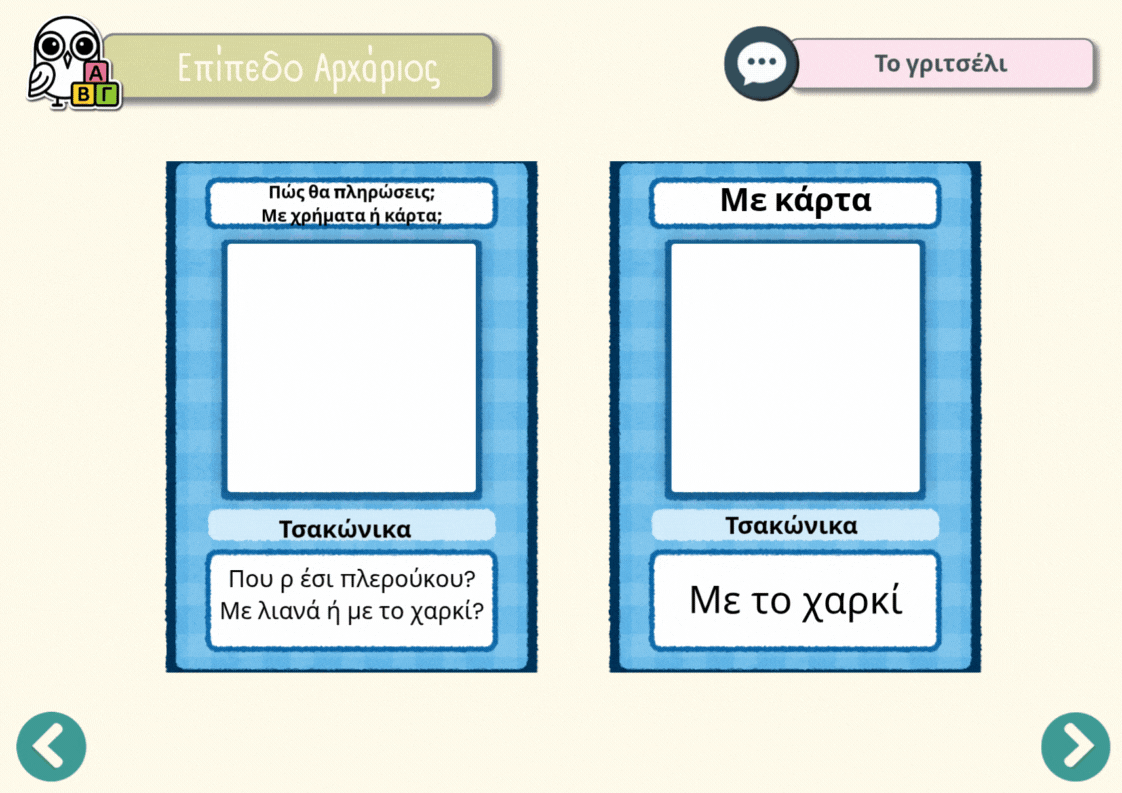 Επίπεδο Αρχάριος
Το γριτσέλι
Α
Β Γ
Πώς θα πληρώσεις;
Με χρήματα ή κάρτα;
Τσακώνικα
Που ρ έσι πλερούκου?
Με λιανά ή με το χαρκί?
Με κάρτα
Τσακώνικα
Με το χαρκί